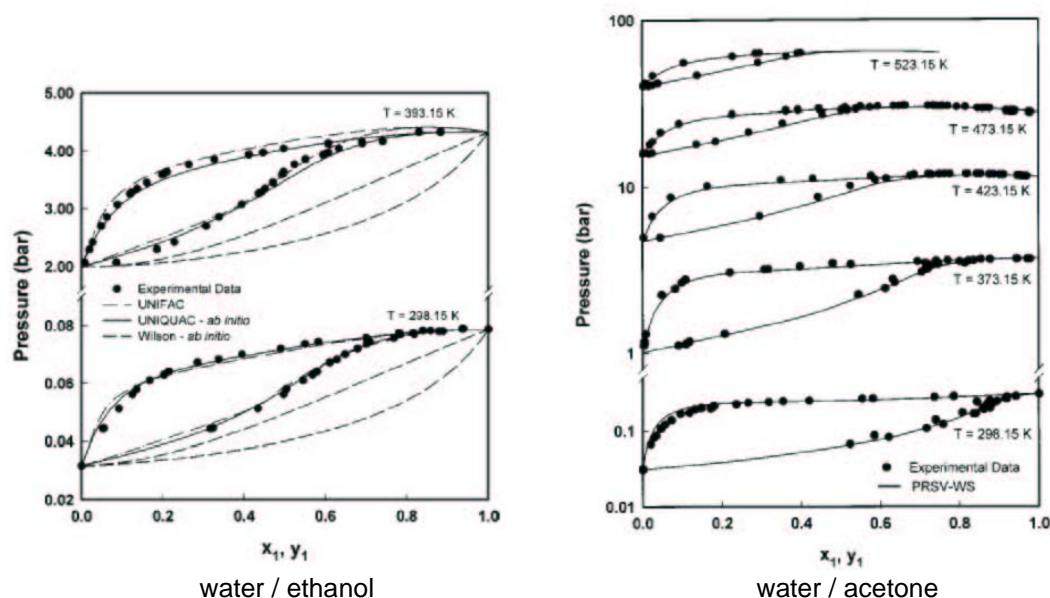 5.00
4.00
3.00
2.00
0.08
0.06
0.04
0.02
Pressure (bar)
T = 393.15 K
Experimental Data
UNIFAC
UNIQUAC - ab initio
Wilson - ab initio
T = 298.15 K
0.0 0.2 0.4 0.6 0.8 1.0
x1, y1
water / ethanol
100
10
1
0.1
0.01
Pressure (bar)
T = 523.15 K
T = 473.15 K
T = 423.15 K
T = 373.15 K
T = 298.15 K
Experimental Data
PRSV-WS
0.0 0.2 0.4 0.6 0.8 1.0
x1, y1
water / acetone